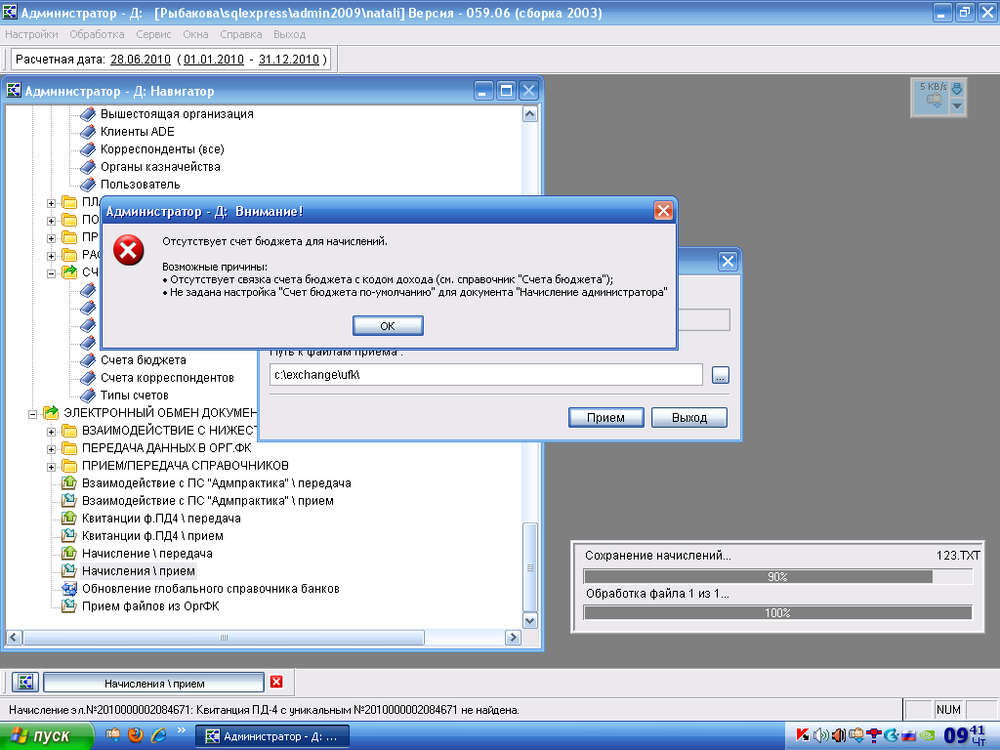 Администратор - Д: [Рыбакова\sqlexpress\admin2009\natali] Версия - 059.06 (сборка 2003)
Настройки Обработка Сервис Окна Справка Выход
Расчетная дата: 28.06.2010 ( 01.01.2010 - 31.12.2010 )
Администратор - Д: Навигатор
5 KB/s
Вышестоящая организация
Клиенты ADE
Корреспонденты (все)
Органы казначейства
Пользователь
ПЛ
ПО
ПР
РАС
СЧ
Администратор - Д: Внимание!
Отсутствует счет бюджета для начислений.
Возможные причины:
• Отсутствует связка счета бюджета с кодом дохода (см. справочник "Счета бюджета");
• Не задана настройка "Счет бюджета по-умолчанию" для документа "Начисление администратора"
OK
Путь к файлам приема :
c:\exchange\ufk\
...
Прием Выход
Счета бюджета
Счета корреспондентов
Типы счетов
ЭЛЕКТРОННЫЙ ОБМЕН ДОКУМЕН
ВЗАИМОДЕЙСТВИЕ С НИЖЕСТ
ПЕРЕДАЧА ДАННЫХ В ОРГ.ФК
ПРИЕМ/ПЕРЕДАЧА СПРАВОЧНИКОВ
Взаимодействие с ПС "Адмпрактика" \ передача
Взаимодействие с ПС "Адмпрактика" \ прием
Квитанции ф.ПД4 \ передача
Квитанции ф.ПД4 \ прием
Начисление \ передача
Начисления \ прием
Обновление глобального справочника банков
Прием файлов из ОргФК
Сохранение начислений... 123.TXT
90%
Обработка файла 1 из 1...
100%
Начисления \ прием
Начисление эл.№2010000002084671: Квитанция ПД-4 с уникальным №2010000002084671 не найдена.
NUM
пуск
Администратор - Д: ...
09 41 Чт